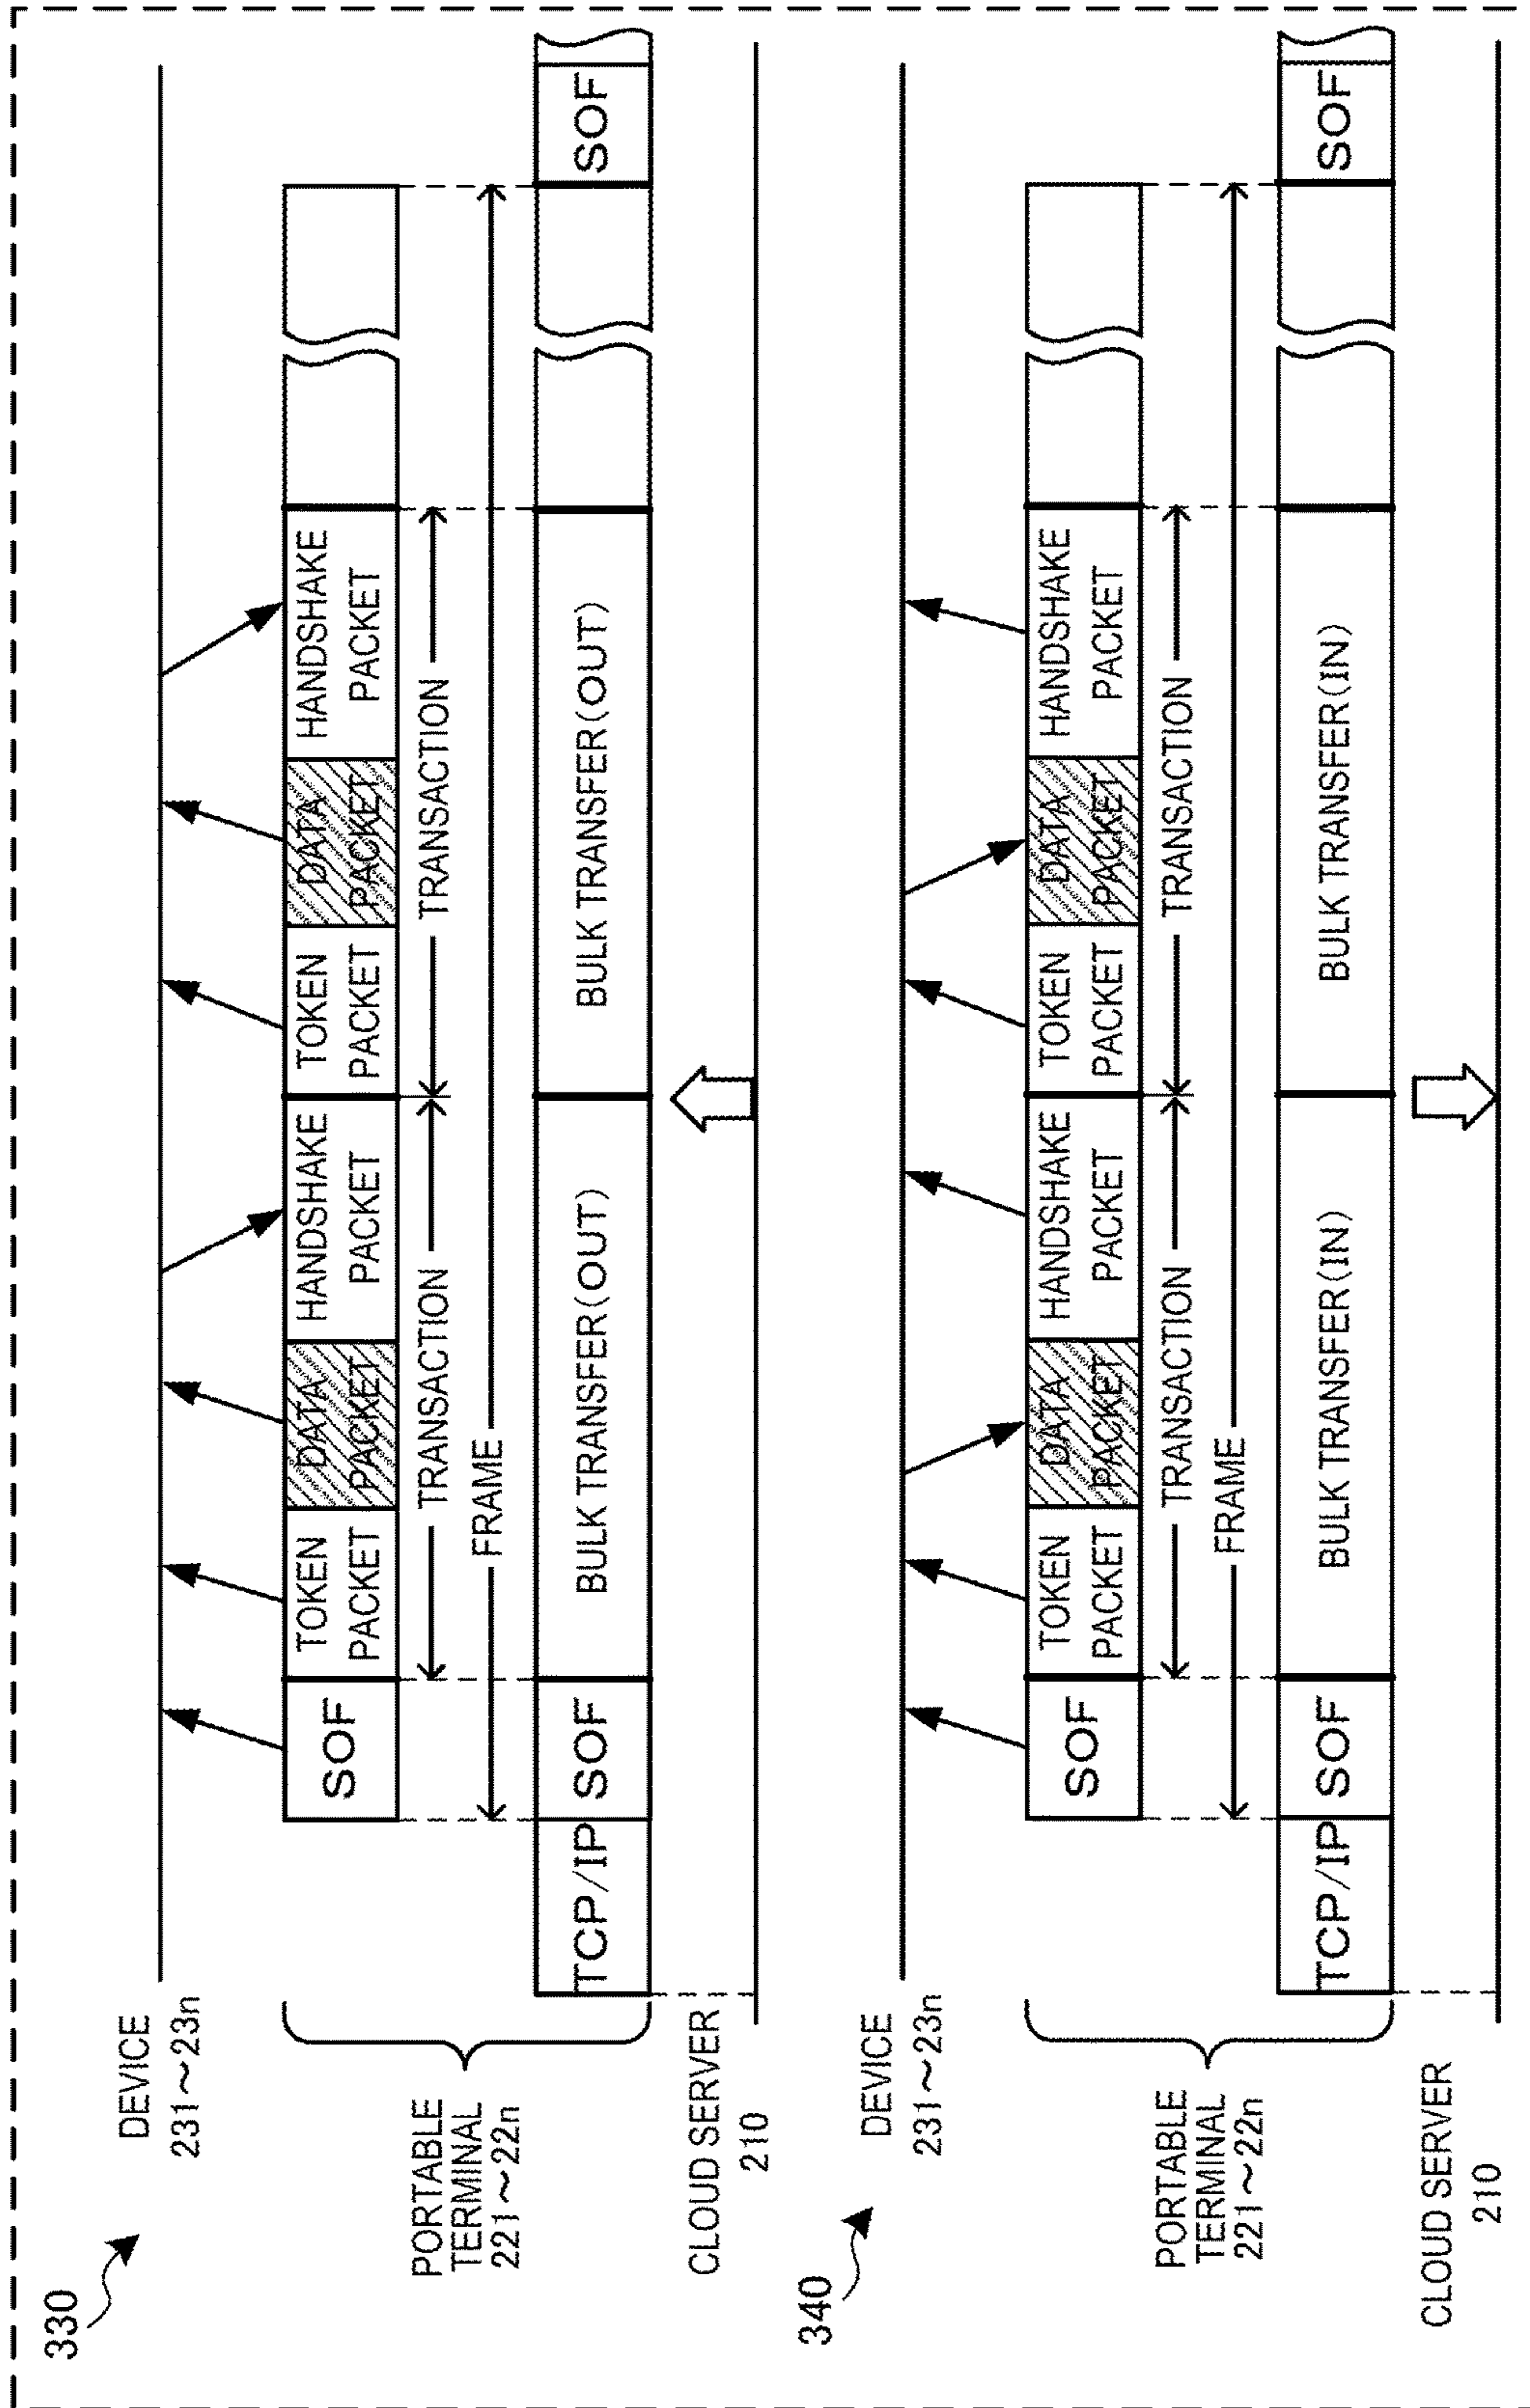 330
DEVICE
231～23n
SOF
TOKEN
PACKET
DATA
PACKET
HANDSHAKE
PACKET
TOKEN
PACKET
DATA
PACKET
HANDSHAKE
PACKET
PORTABLE
TERMINAL
221～22n
TRANSACTION
TRANSACTION
FRAME
TCP/IP
SOF
BULK TRANSFER(OUT)
BULK TRANSFER(OUT)
SOF
CLOUD SERVER
210
340
DEVICE
231～23n
SOF
TOKEN
PACKET
DATA
PACKET
HANDSHAKE
PACKET
TOKEN
PACKET
DATA
PACKET
HANDSHAKE
PACKET
PORTABLE
TERMINAL
221～22n
TRANSACTION
TRANSACTION
FRAME
TCP/IP
SOF
BULK TRANSFER(IN)
BULK TRANSFER(IN)
SOF
CLOUD SERVER
210